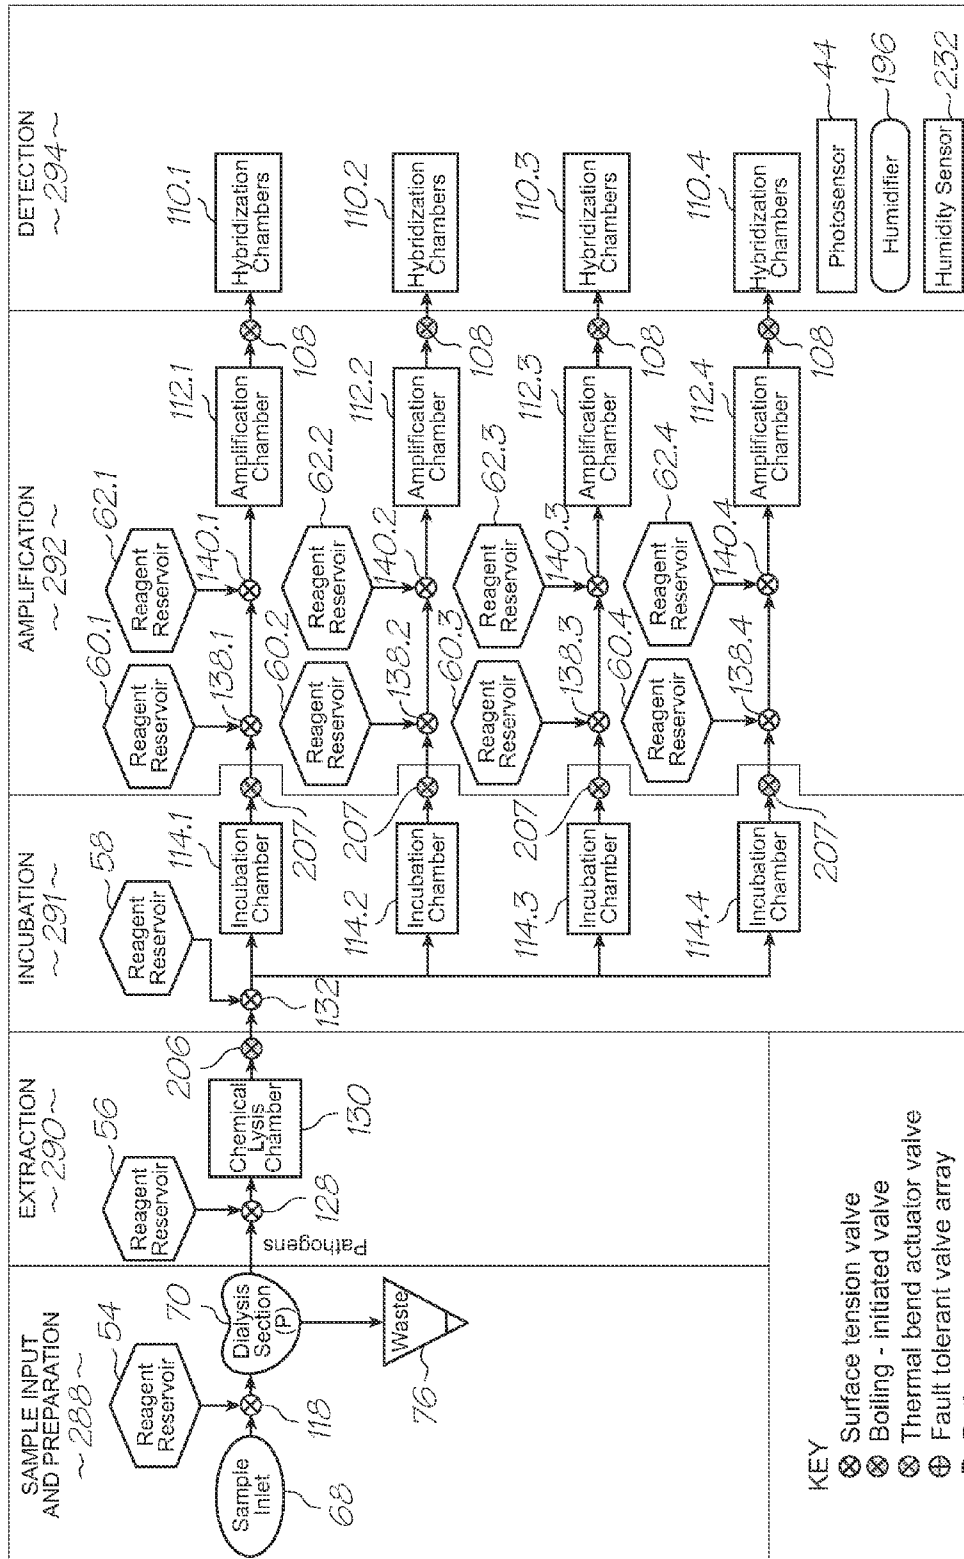 SAMPLE INPUT
AND PREPARATION
~288~
54
Reagent
Reservoir
Sample
Inlet
68
118
70
Dialysis
Section
(P)
Waste
76
EXTRACTION
~290~
56
Reagent
Reservoir
Pathogens
128
Chemical
Lysis
Chamber
130
206
INCUBATION
~291~
58
Reagent
Reservoir
132
114.1
Incubation
Chamber
207
114.2
Incubation
Chamber
207
114.3
Incubation
Chamber
207
114.4
Incubation
Chamber
207
AMPLIFICATION
~292~
60.1
Reagent
Reservoir
62.1
Reagent
Reservoir
138.1
140.1
112.1
Amplification
Chamber
108
60.2
Reagent
Reservoir
62.2
Reagent
Reservoir
138.2
140.2
112.2
Amplification
Chamber
108
60.3
Reagent
Reservoir
62.3
Reagent
Reservoir
138.3
140.3
112.3
Amplification
Chamber
108
60.4
Reagent
Reservoir
62.4
Reagent
Reservoir
138.4
140.4
112.4
Amplification
Chamber
108
DETECTION
~294~
110.1
Hybridization
Chambers
110.2
Hybridization
Chambers
110.3
Hybridization
Chambers
110.4
Hybridization
Chambers
Photosensor
44
Humidifier
196
Humidity Sensor
232
KEY
Surface tension valve
Boiling - initiated valve
Thermal bend actuator valve
Fault tolerant valve array